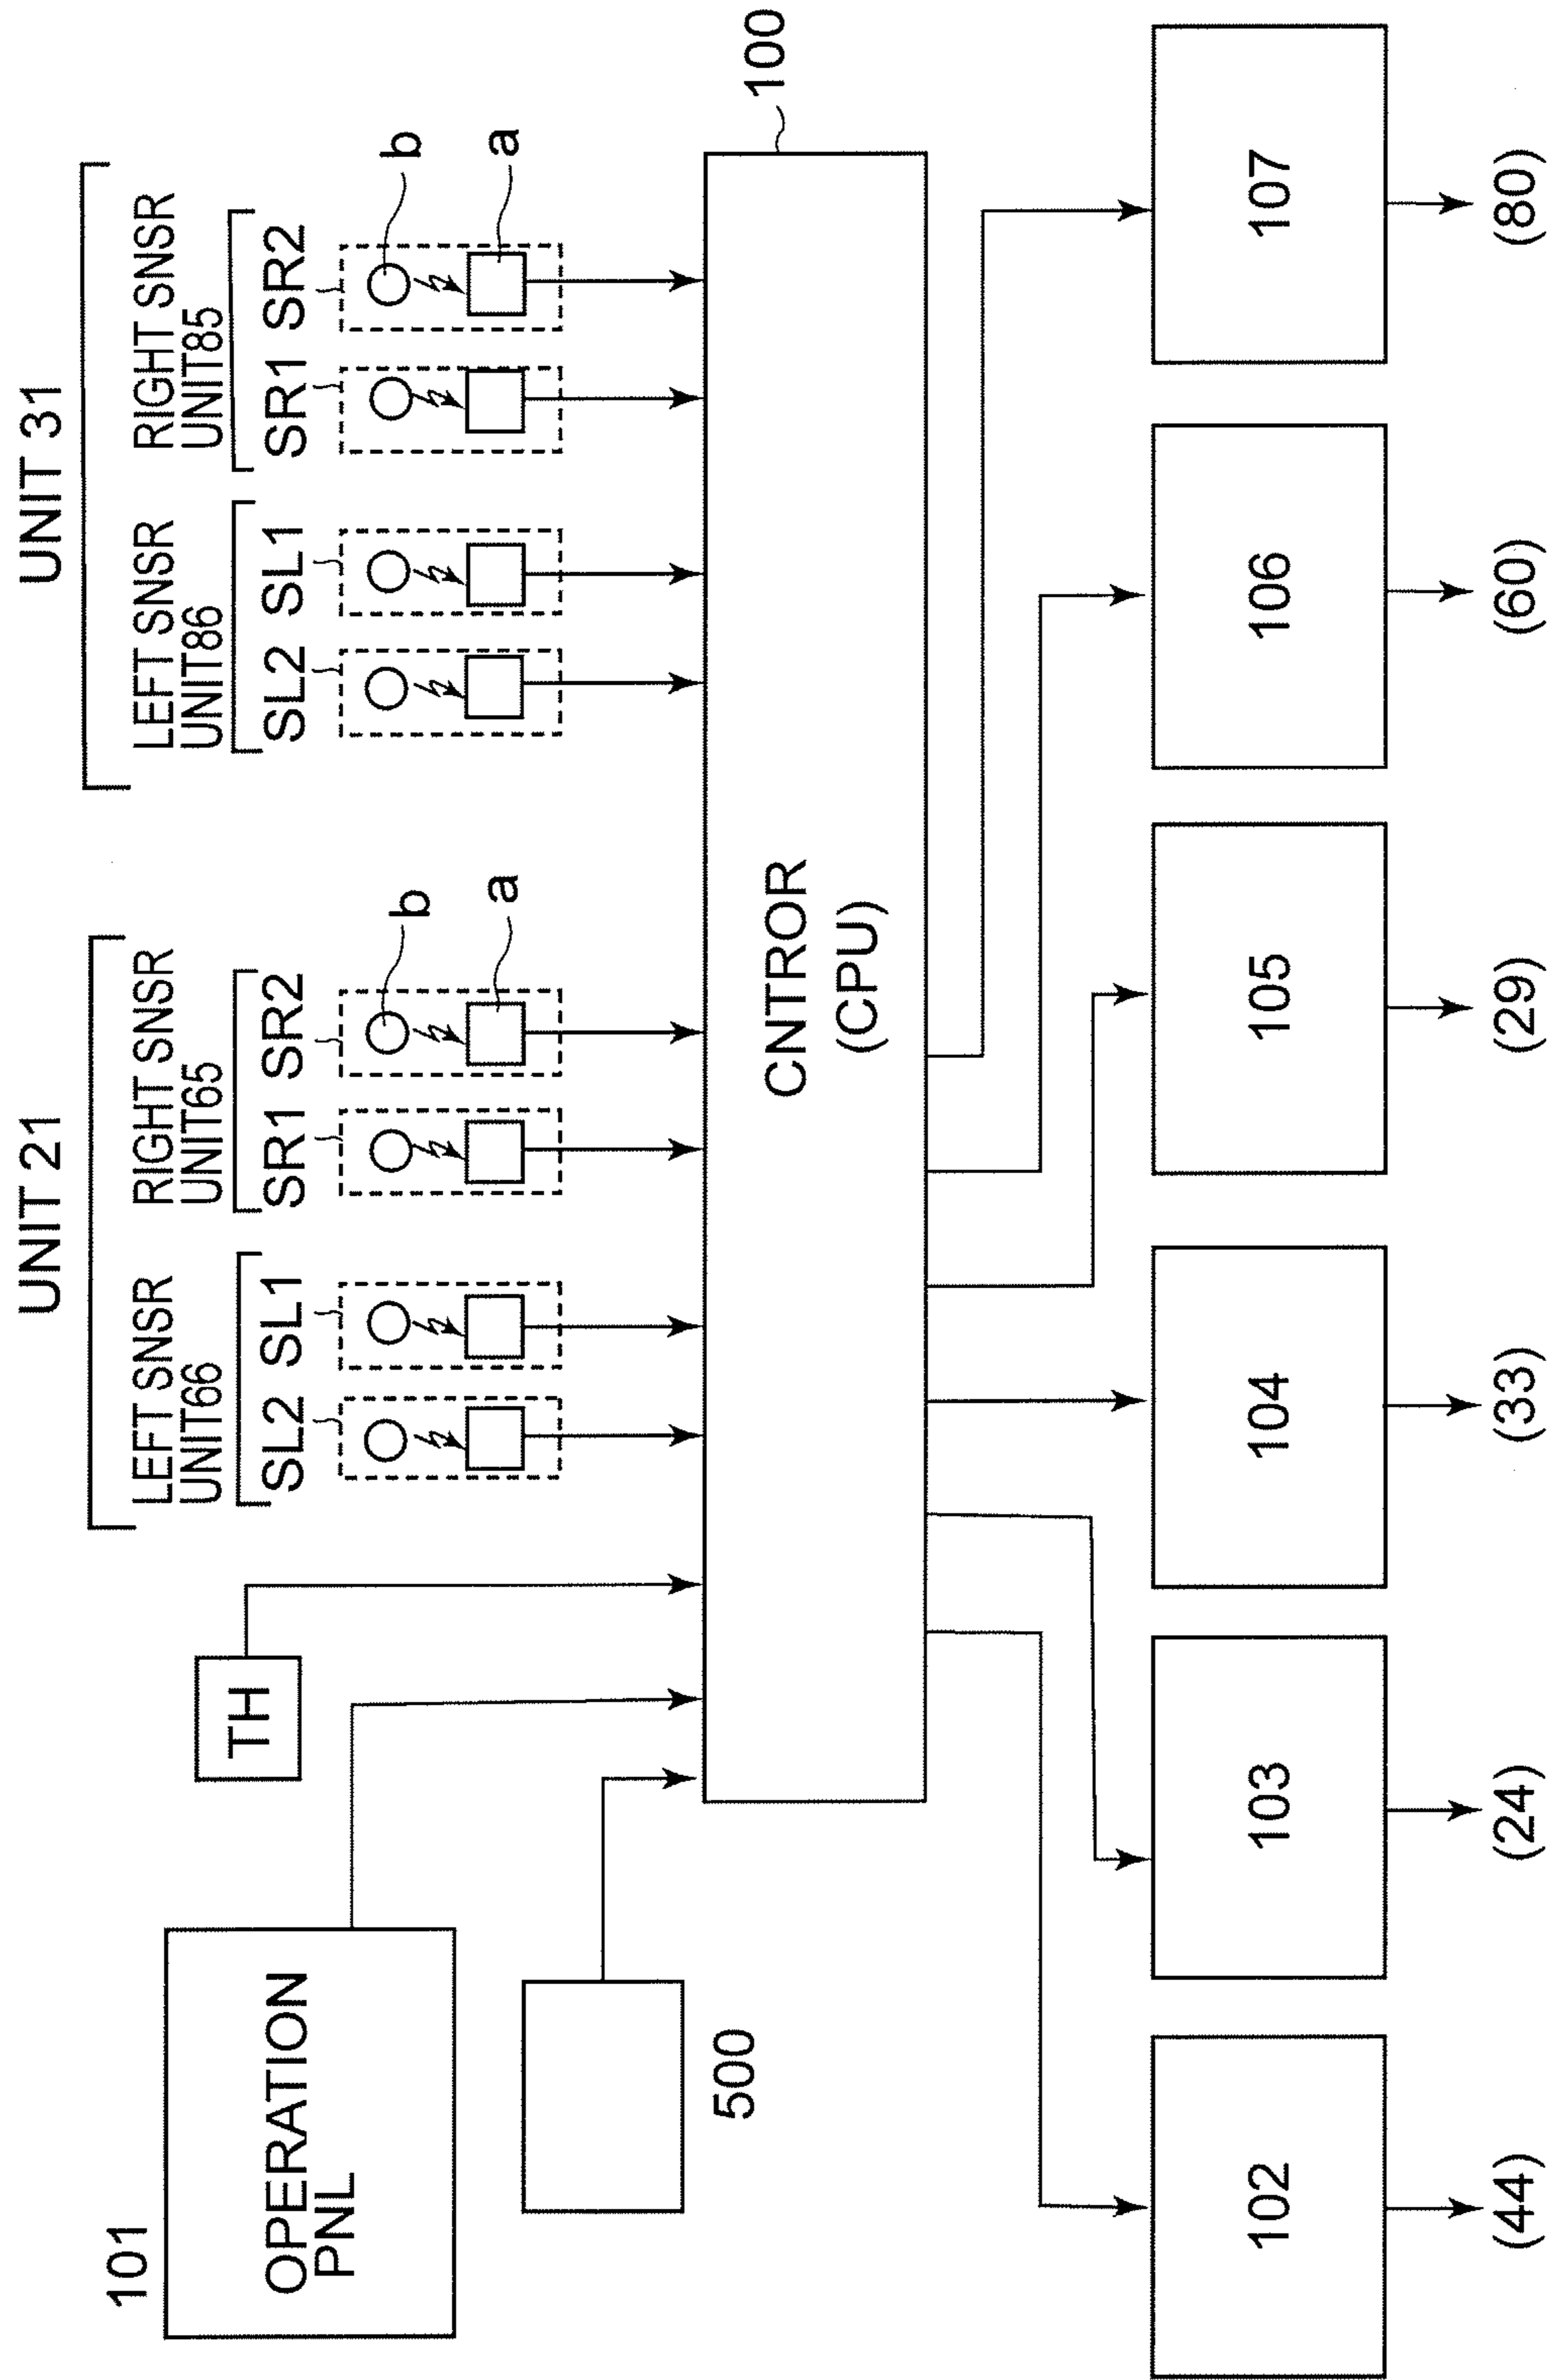 UNIT 21
UNIT 31
LEFT SNSR
UNIT66
RIGHT SNSR
UNIT65
LEFT SNSR
UNIT86
RIGHT SNSR
UNIT85
SL2
SL1
SR1
SR2
SL2
SL1
SR1
SR2
b
a
b
a
101
OPERATION
PNL
TH
500
CNTROR
(CPU)
100
102
103
104
105
106
107
(44)
(24)
(33)
(29)
(60)
(80)